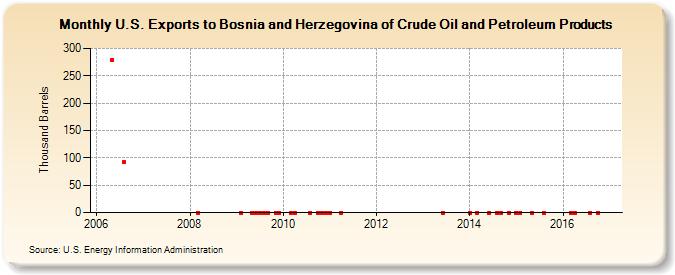 Monthly U.S. Exports to Bosnia and Herzegovina of Crude Oil and Petroleum Products
Thousand Barrels
300
250
200
150
100
50
0
2006 2008 2010 2012 2014 2016
Source: U.S. Energy Information Administration